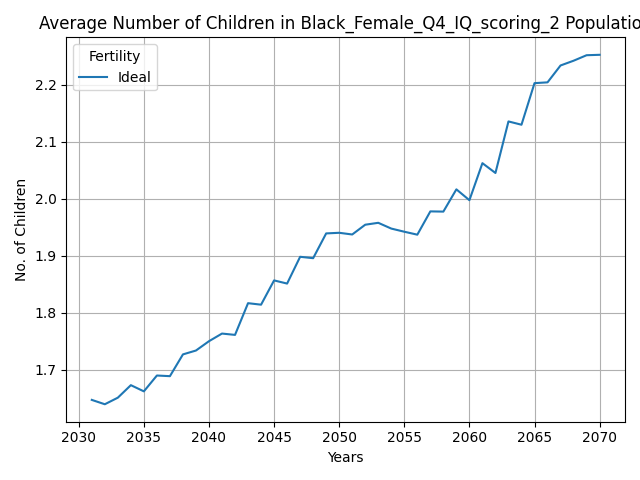 Average Number of Children in Black_Female_Q4_IQ_scoring_2 Populatio
Fertility
Ideal
No. of Children
2.2
2.1
2.0
1.9
1.8
1.7
2030 2035 2040 2045 2050 2055 2060 2065 2070
Years